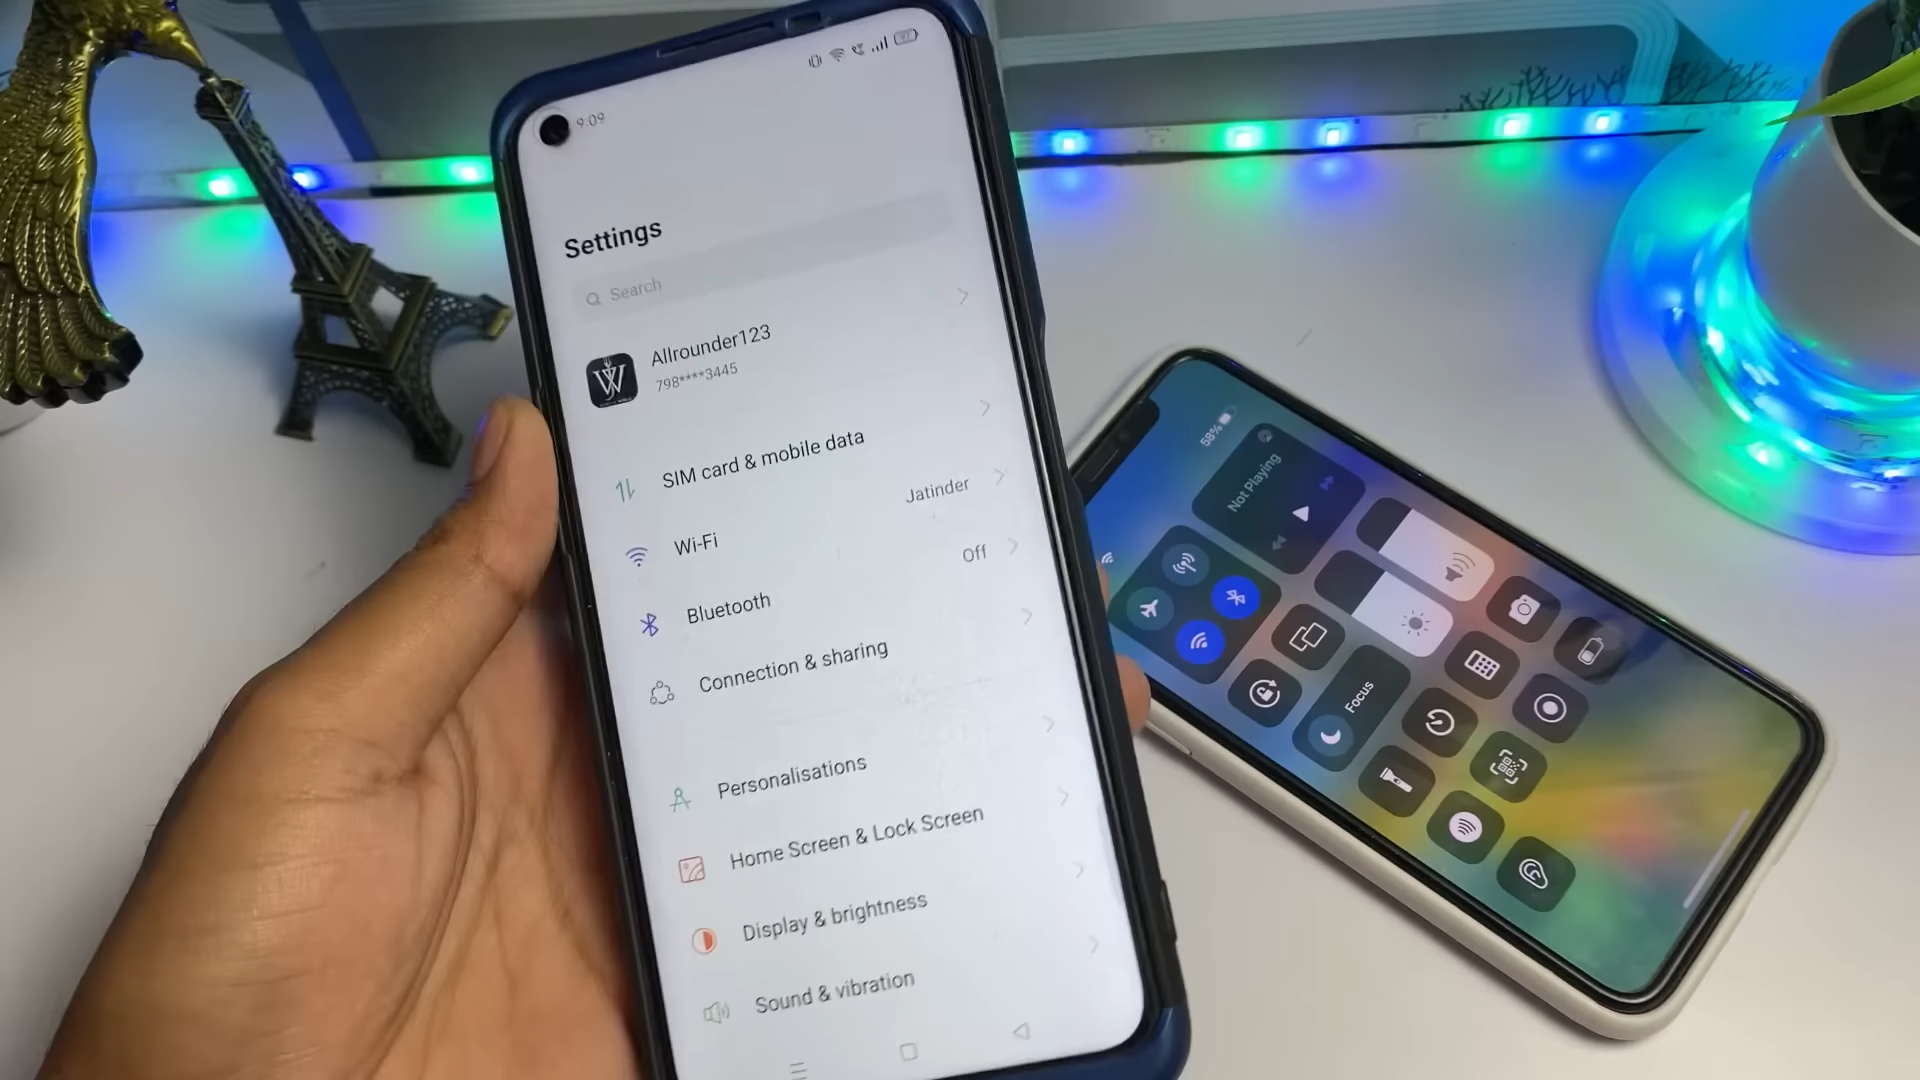 9:09
97
Settings
Search
Allrounder123
798****3445
SIM card & mobile data
Wi-Fi
Jatinder
Bluetooth
Off
Connection & sharing
Personalisations
Home Screen & Lock Screen
Display & brightness
Sound & vibration
58%
Not Playing
Focus